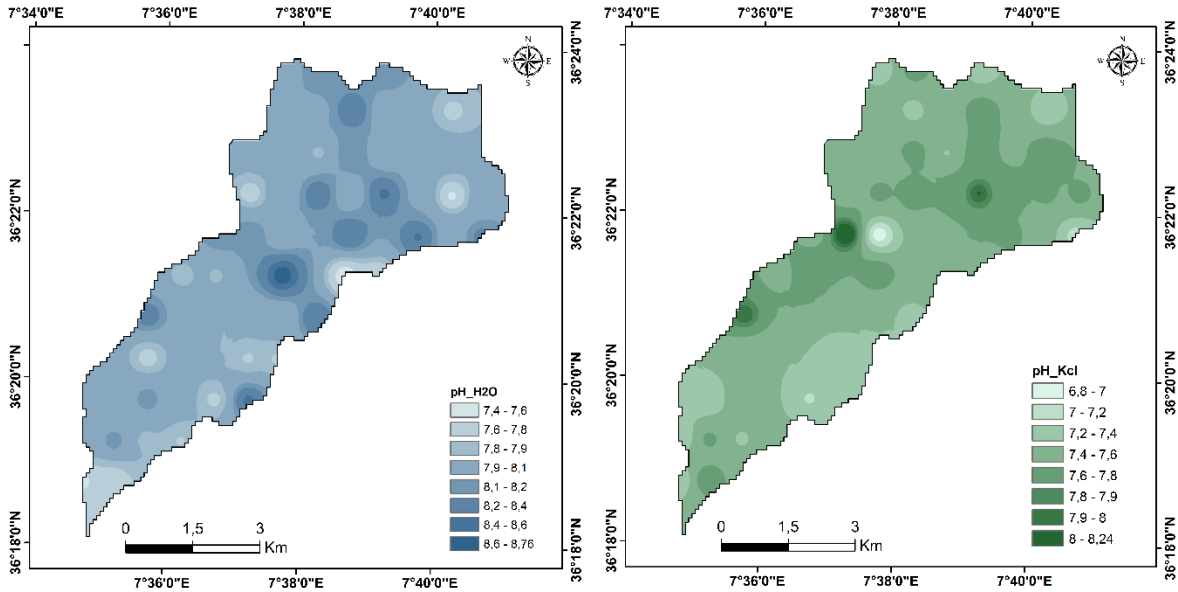 7°34'0"E 7°36'0"E 7°38'0"E 7°40'0"E
36°24'0"N
36°22'0"N
36°20'0"N
36°18'0"N
N
W E
S
pH_H2O
7,4 - 7,6
7,6 - 7,8
7,8 - 7,9
7,9 - 8,1
8,1 - 8,2
8,2 - 8,4
8,4 - 8,6
8,6 - 8,76
0 1,5 3
Km
36°22'0"N
36°20'0"N
36°18'0"N
7°36'0"E 7°38'0"E 7°40'0"E
7°34'0"E 7°36'0"E 7°38'0"E 7°40'0"E
36°24'0"N
36°22'0"N
36°20'0"N
36°18'0"N
N
W E
S
pH_Kcl
6,8 - 7
7 - 7,2
7,2 - 7,4
7,4 - 7,6
7,6 - 7,8
7,8 - 7,9
7,9 - 8
8 - 8,24
0 1,5 3
Km
36°24'0"N
36°22'0"N
36°20'0"N
36°18'0"N
7°36'0"E 7°38'0"E 7°40'0"E